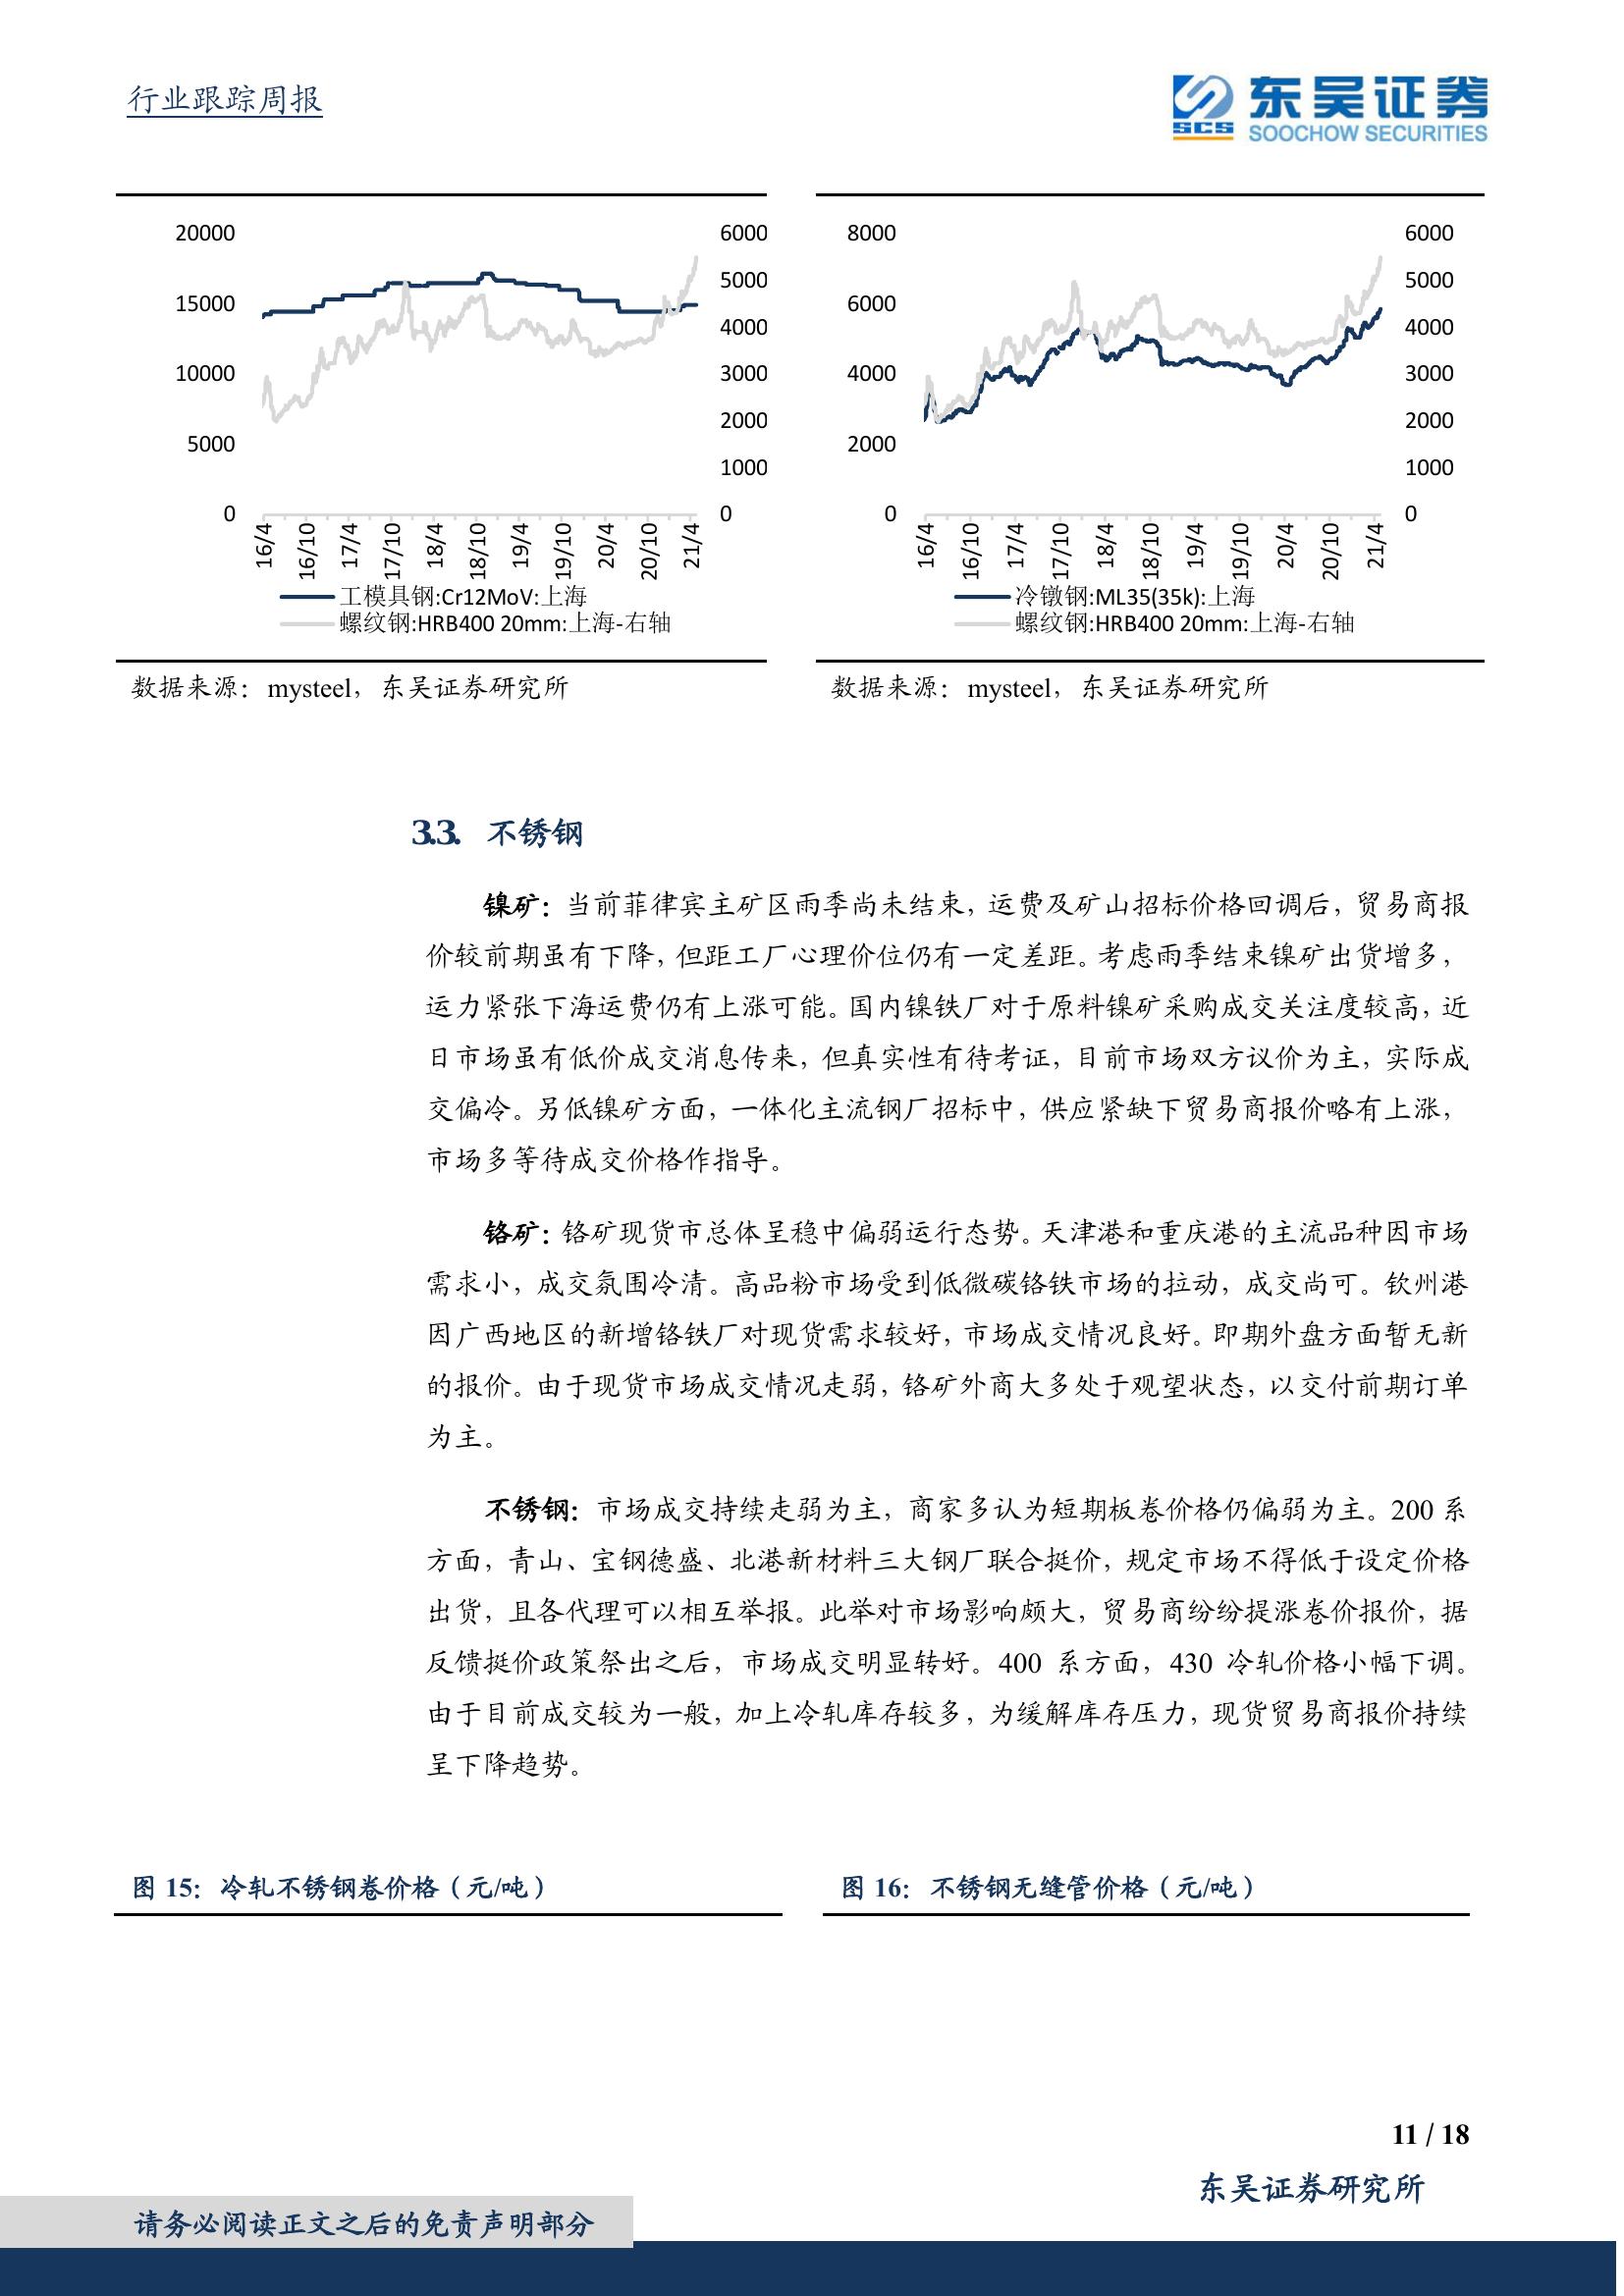 行业跟踪周报
东吴证券
SCS
SOOCHOW SECURITIES
20000
15000
10000
5000
0
6000
5000
4000
3000
2000
1000
0
16/4
16/10
17/4
17/10
18/4
18/10
19/4
19/10
20/4
20/10
21/4
工模具钢:Cr12MoV:上海
螺纹钢:HRB400 20mm:上海-右轴
数据来源：mysteel，东吴证券研究所
8000
6000
4000
2000
0
6000
5000
4000
3000
2000
1000
0
16/4
16/10
17/4
17/10
18/4
18/10
19/4
19/10
20/4
20/10
21/4
冷镦钢:ML35(35k):上海
螺纹钢:HRB400 20mm:上海-右轴
数据来源：mysteel，东吴证券研究所
3.3. 不锈钢
镍矿：当前菲律宾主矿区雨季尚未结束，运费及矿山招标价格回调后，贸易商报
价较前期虽有下降，但距工厂心理价位仍有一定差距。考虑雨季结束镍矿出货增多，
运力紧张下海运费仍有上涨可能。国内镍铁厂对于原料镍矿采购成交关注度较高，近
日市场虽有低价成交消息传来，但真实性有待考证，目前市场双方议价为主，实际成
交偏冷。另低镍矿方面，一体化主流钢厂招标中，供应紧缺下贸易商报价略有上涨，
市场多等待成交价格作指导。
铬矿：铬矿现货市总体呈稳中偏弱运行态势。天津港和重庆港的主流品种因市场
需求小，成交氛围冷清。高品粉市场受到低微碳铬铁市场的拉动，成交尚可。钦州港
因广西地区的新增铬铁厂对现货需求较好，市场成交情况良好。即期外盘方面暂无新
的报价。由于现货市场成交情况走弱，铬矿外商大多处于观望状态，以交付前期订单
为主。
不锈钢：市场成交持续走弱为主，商家多认为短期板卷价格仍偏弱为主。200 系
方面，青山、宝钢德盛、北港新材料三大钢厂联合挺价，规定市场不得低于设定价格
出货，且各代理可以相互举报。此举对市场影响颇大，贸易商纷纷提涨卷价报价，据
反馈挺价政策祭出之后，市场成交明显转好。400 系方面，430 冷轧价格小幅下调。
由于目前成交较为一般，加上冷轧库存较多，为缓解库存压力，现货贸易商报价持续
呈下降趋势。
图 15：冷轧不锈钢卷价格（元/吨）
图 16：不锈钢无缝管价格（元/吨）
11 / 18
东吴证券研究所
请务必阅读正文之后的免责声明部分